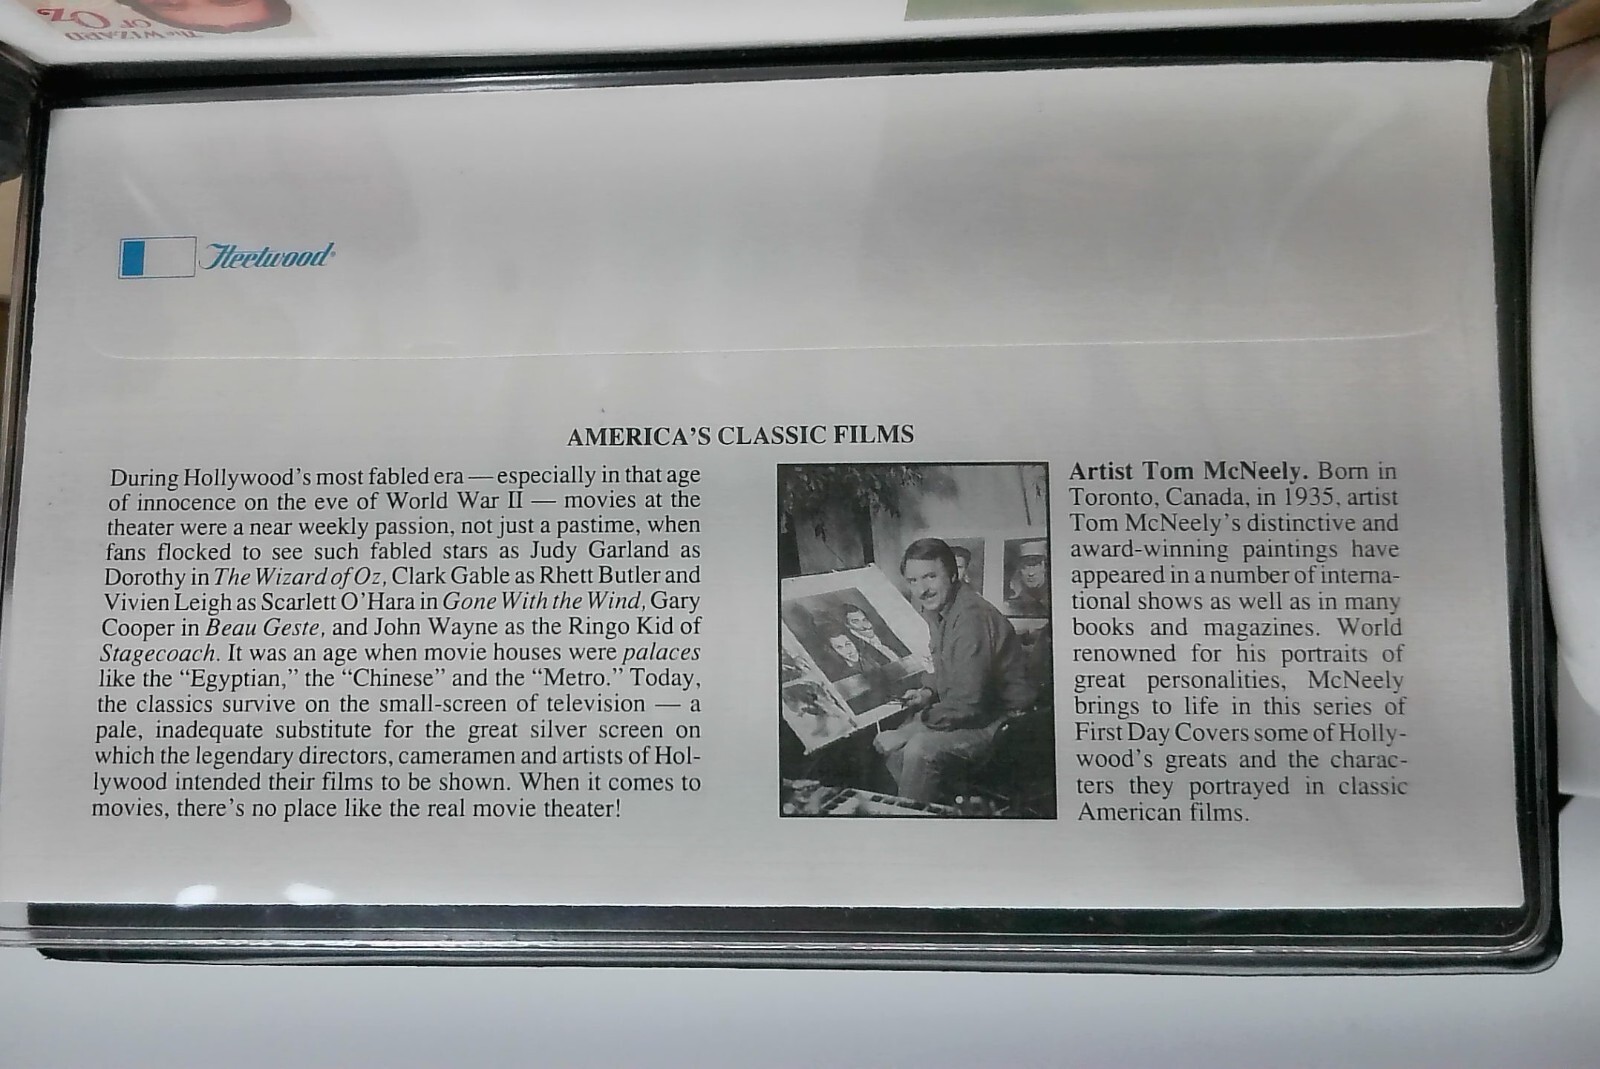 THE WIZARD
OF OZ
Fleetwood®
AMERICA'S CLASSIC FILMS
During Hollywood's most fabled era — especially in that age
of innocence on the eve of World War II — movies at the
theater were a near weekly passion, not just a pastime, when
fans flocked to see such fabled stars as Judy Garland as
Dorothy in The Wizard of Oz, Clark Gable as Rhett Butler and
Vivien Leigh as Scarlett O'Hara in Gone With the Wind, Gary
Cooper in Beau Geste, and John Wayne as the Ringo Kid of
Stagecoach. It was an age when movie houses were palaces
like the “Egyptian,” the “Chinese” and the “Metro.” Today,
the classics survive on the small-screen of television — a
pale, inadequate substitute for the great silver screen on
which the legendary directors, cameramen and artists of Hol-
lywood intended their films to be shown. When it comes to
movies, there's no place like the real movie theater!
Artist Tom McNeely. Born in
Toronto, Canada, in 1935, artist
Tom McNeely's distinctive and
award-winning paintings have
appeared in a number of interna-
tional shows as well as in many
books and magazines. World
renowned for his portraits of
great personalities, McNeely
brings to life in this series of
First Day Covers some of Holly-
wood's greats and the charac-
ters they portrayed in classic
American films.